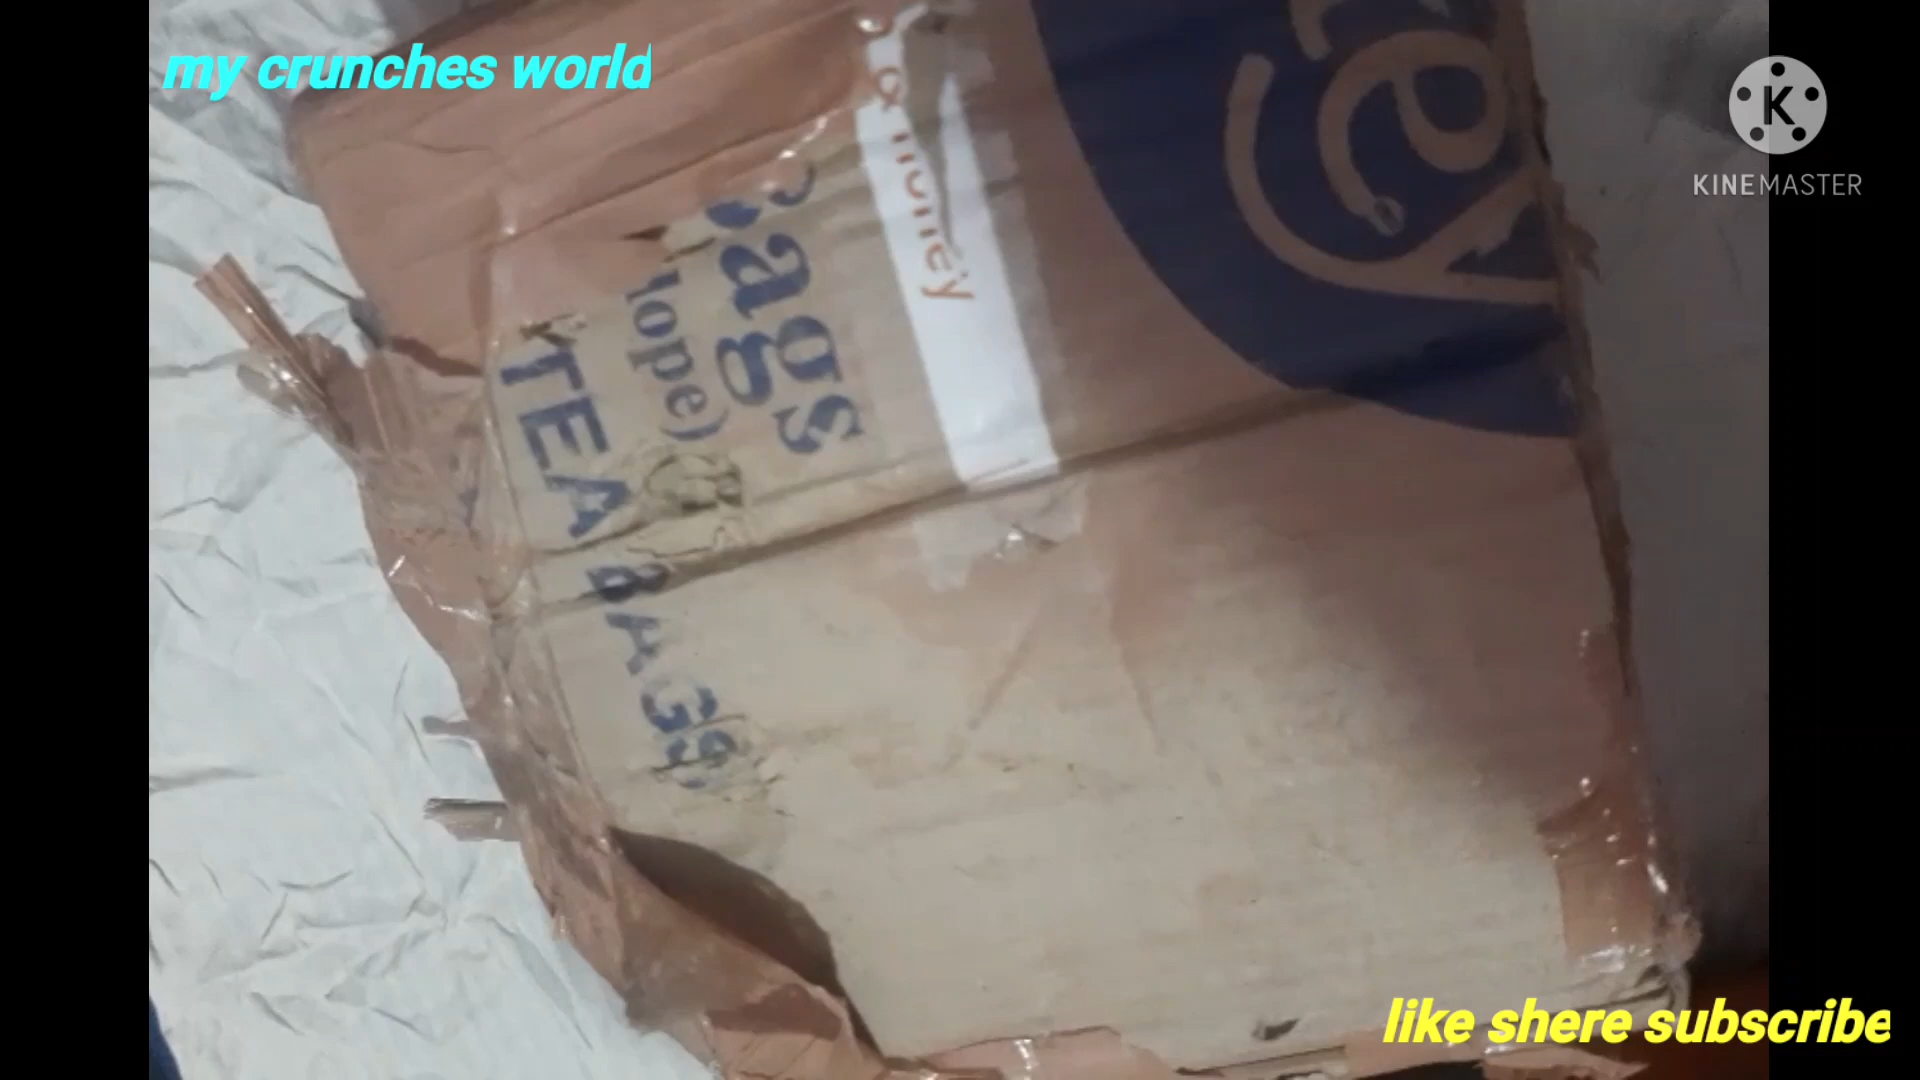 my crunches world
K
KINEMASTER
& honey
Bags
lope)
TEA BAGS
like shere subscribe